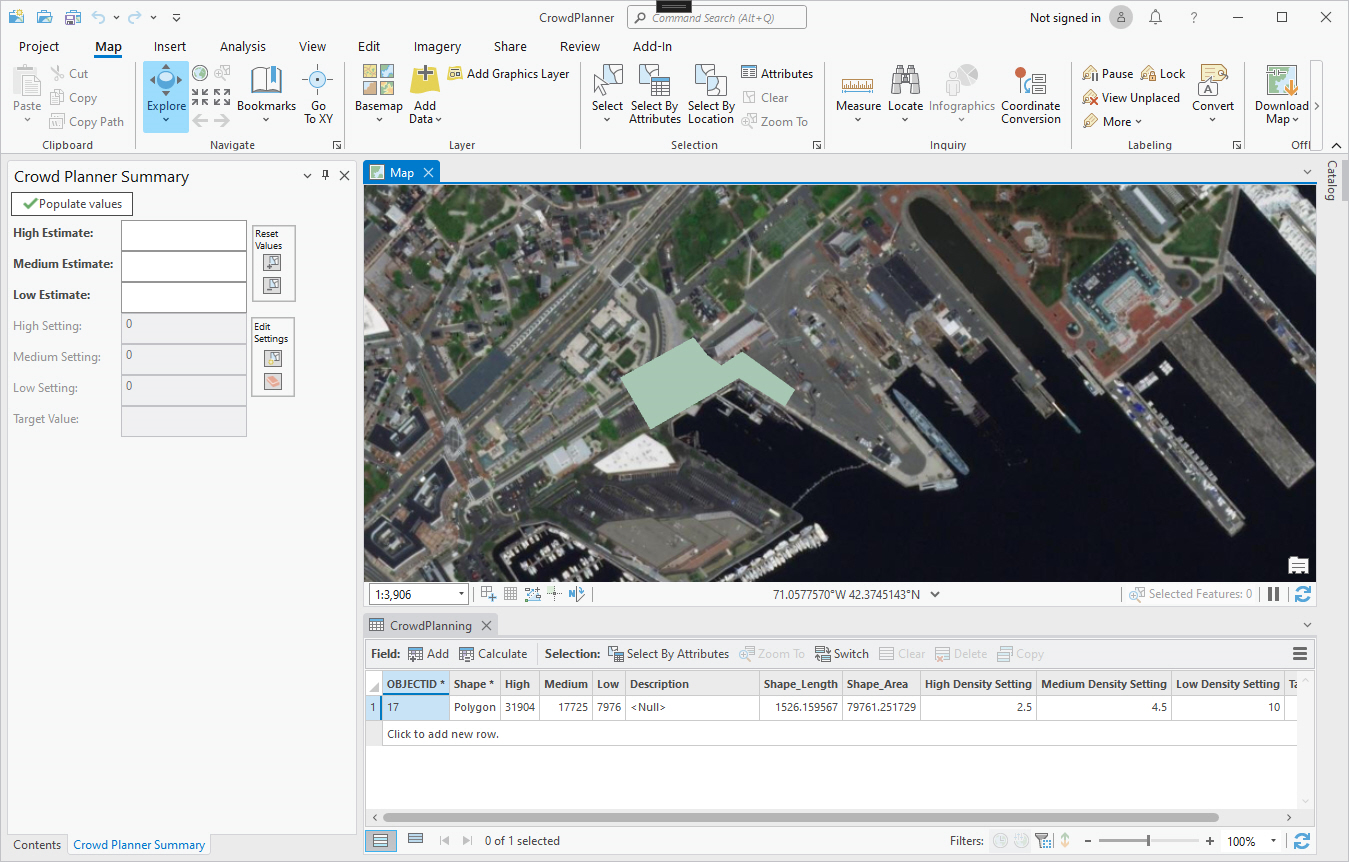 CrowdPlanner
Command Search (Alt+Q)
Not signed in
?
Project Map Insert Analysis View Edit Imagery Share Review Add-In
Paste
Cut
Copy
Copy Path
Clipboard
Explore
Bookmarks
Go To XY
Navigate
Basemap
Add Data
Add Graphics Layer
Layer
Select
Select By Attributes
Select By Location
Attributes
Clear
Zoom To
Selection
Measure
Locate
Infographics
Coordinate Conversion
Inquiry
Pause
Lock
View Unplaced
More
Convert
Labeling
Download Map
Offl
Crowd Planner Summary
Populate values
High Estimate:
Medium Estimate:
Low Estimate:
High Setting: 0
Medium Setting: 0
Low Setting: 0
Target Value:
Reset Values
Edit Settings
Contents
Crowd Planner Summary
Map
Catalog
1:3,906
71.0577570°W 42.3745143°N
Selected Features: 0
CrowdPlanning
Field: Add Calculate Selection: Select By Attributes Zoom To Switch Clear Delete Copy
OBJECTID * Shape * High Medium Low Description Shape_Length Shape_Area High Density Setting Medium Density Setting Low Density Setting Ta
1 17 Polygon 31904 17725 7976 <Null> 1526.159567 79761.251729 2.5 4.5 10
Click to add new row.
0 of 1 selected
Filters:
- + 100%